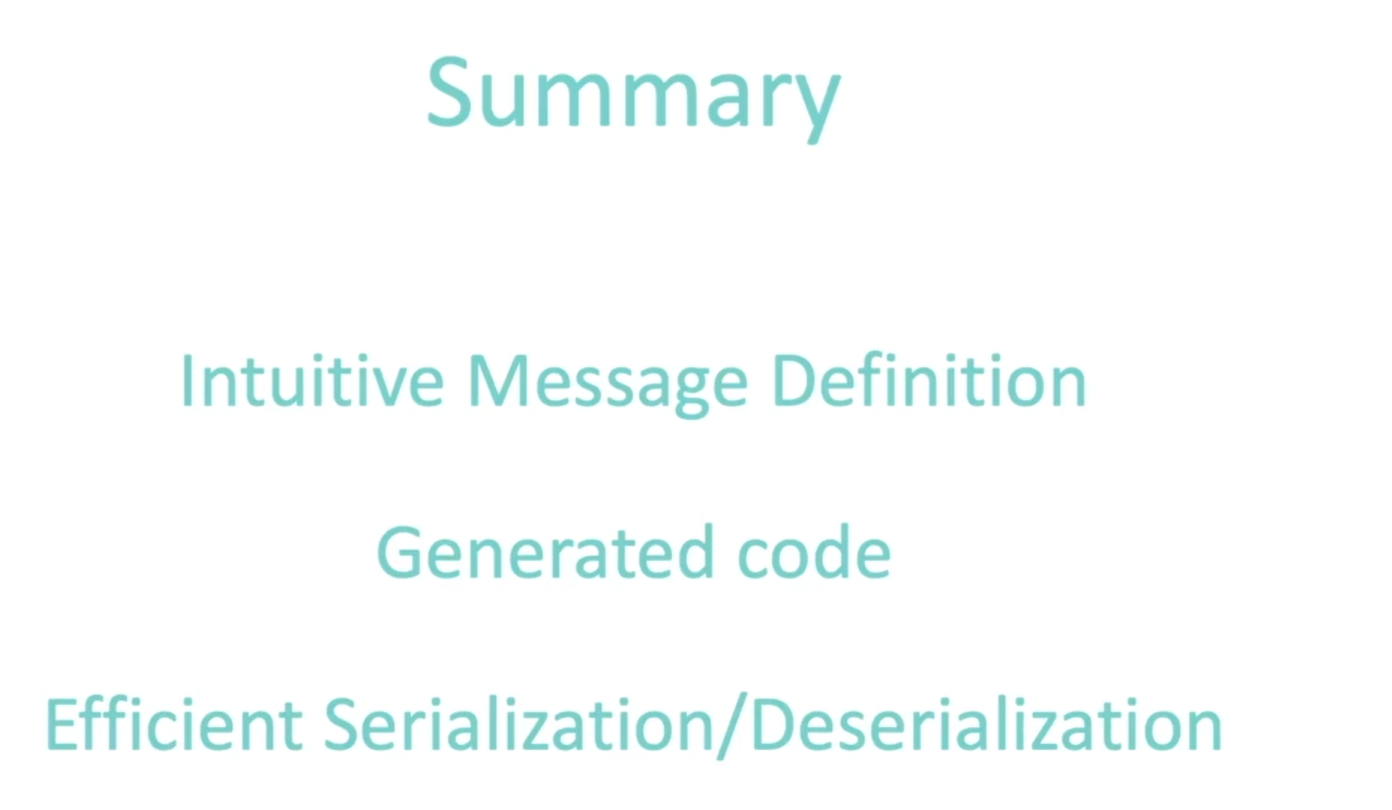 Summary
Intuitive Message Definition
Generated code
Efficient Serialization/Deserialization